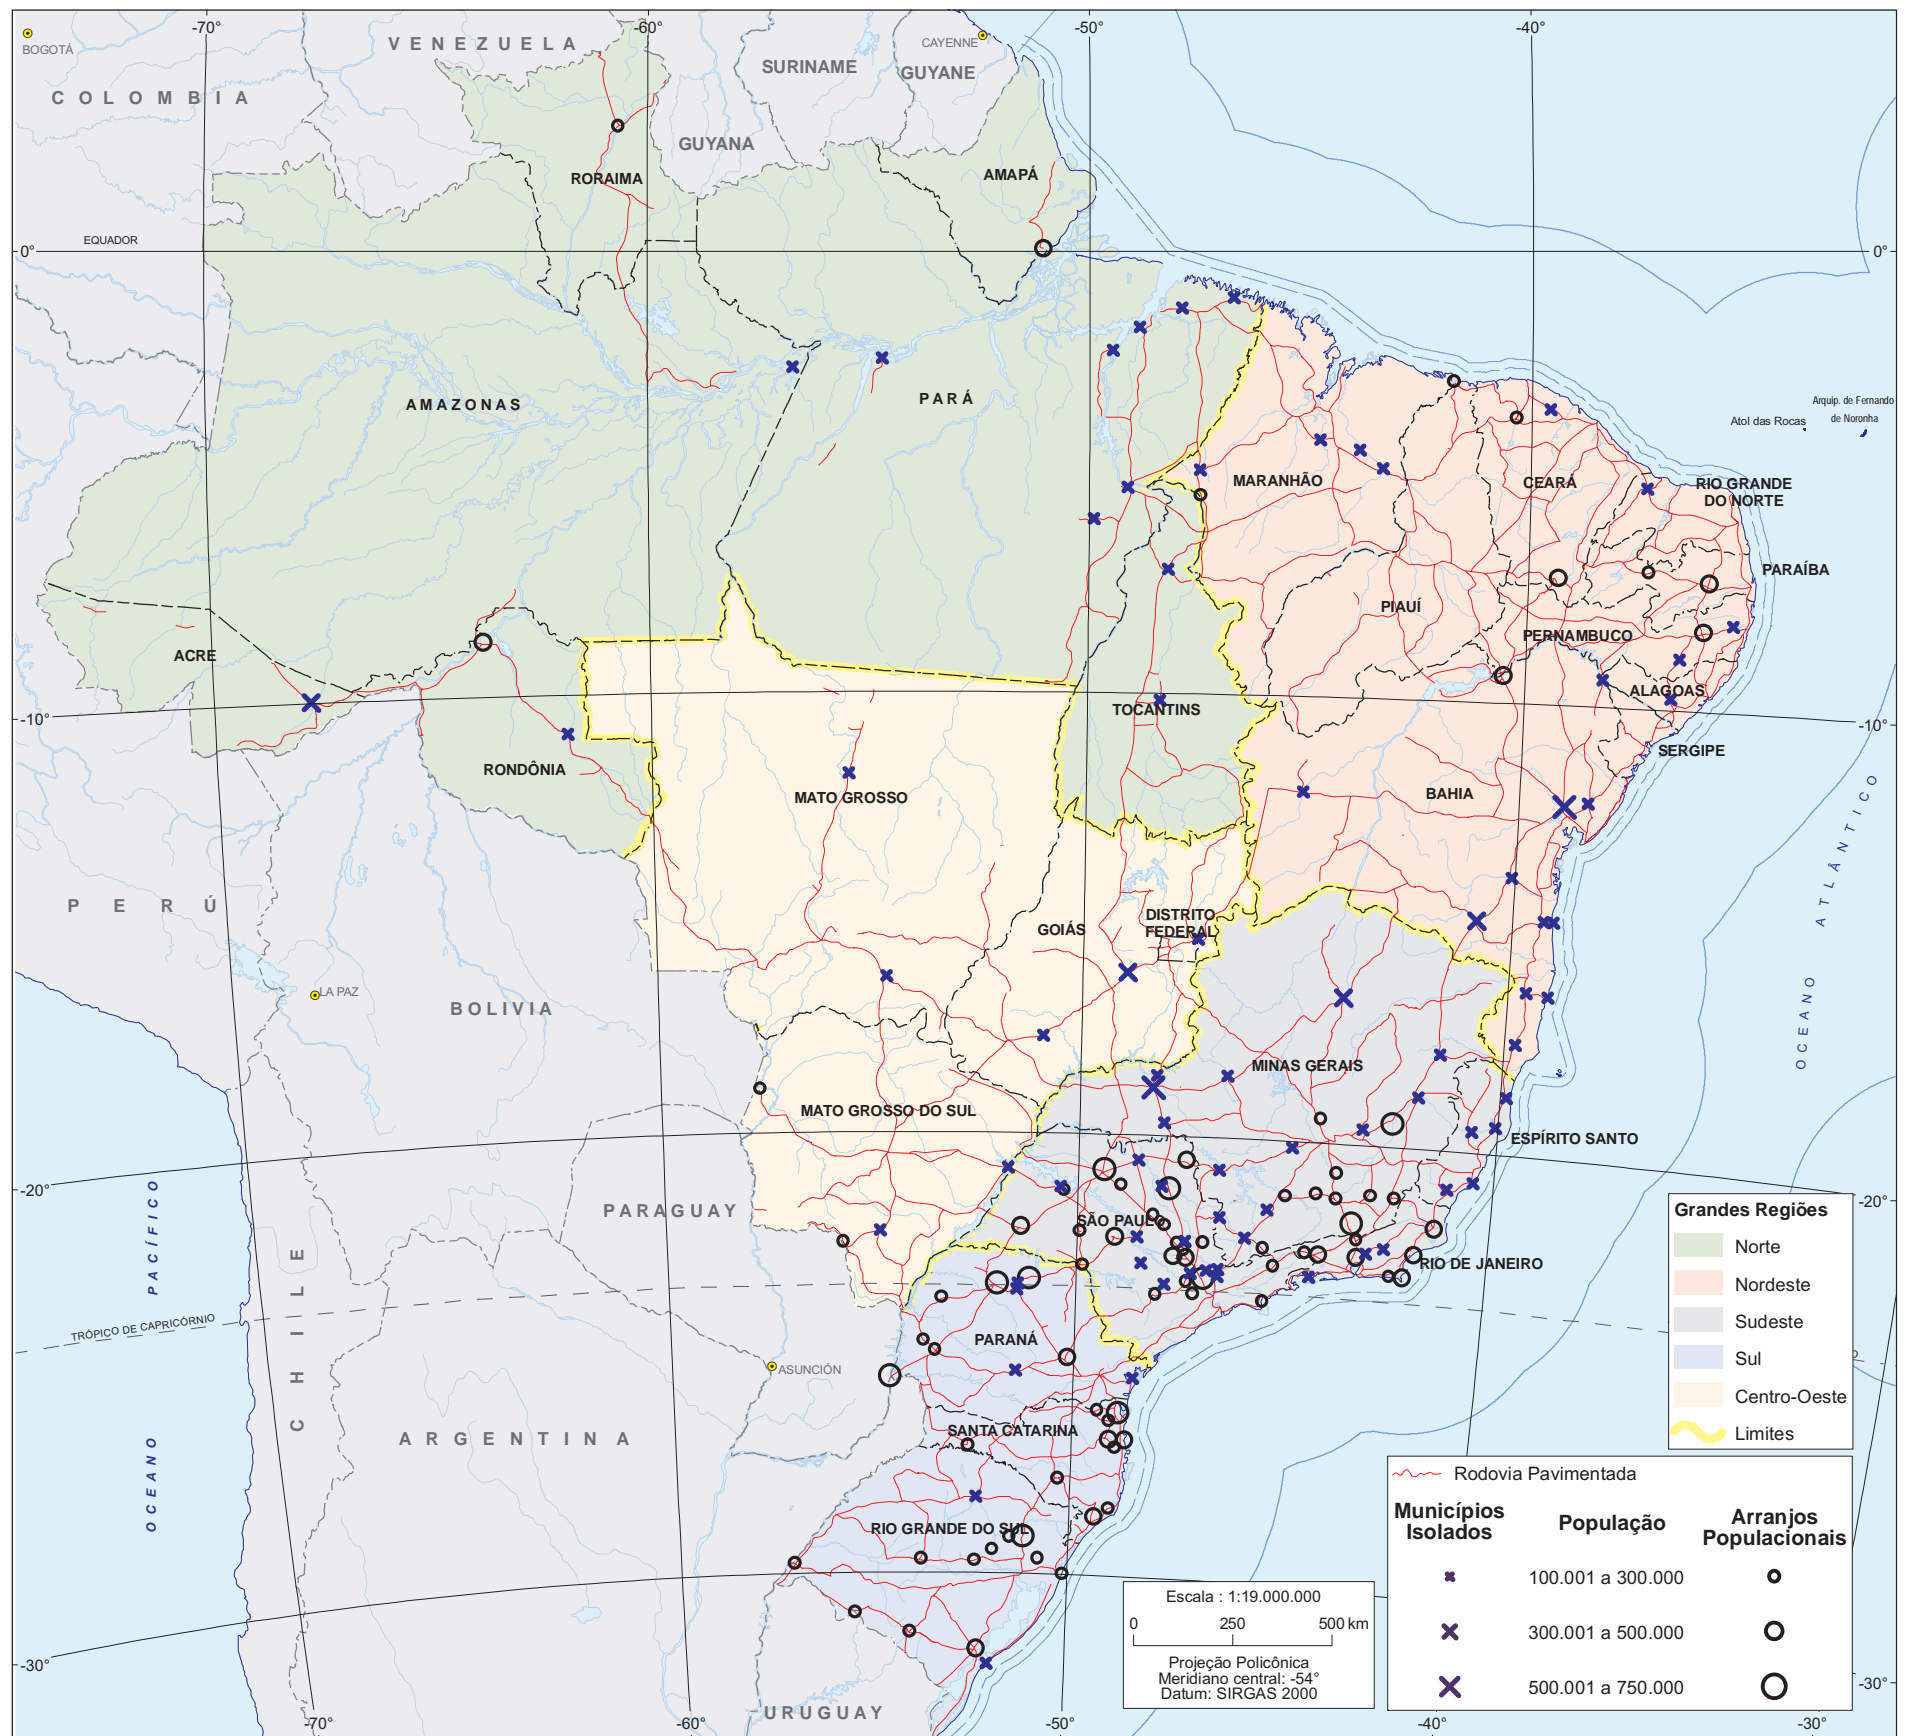 -70°
-60°
-50°
-40°
BOGOTÁ
VENEZUELA
CAYENNE
SURINAME
GUYANE
COLOMBIA
GUYANA
AMAPÁ
RORAIMA
EQUADOR
0°
0°
AMAZONAS
PARÁ
Arquip. de Fernando
de Noronha
Atol das Rocas
MARANHÃO
CEARÁ
RIO GRANDE
DO NORTE
PARAÍBA
PIAUÍ
PERNAMBUCO
ACRE
ALAGOAS
TOCANTINS
-10°
-10°
SERGIPE
RONDÔNIA
MATO GROSSO
BAHIA
OCEANO ATLÂNTICO
PERÚ
DISTRITO
FEDERAL
GOIÁS
LA PAZ
BOLIVIA
MINAS GERAIS
MATO GROSSO DO SUL
ESPÍRITO SANTO
-20°
-20°
PARAGUAY
SÃO PAULO
RIO DE JANEIRO
OCEANO PACÍFICO
CHILE
TRÓPICO DE CAPRICÓRNIO
PARANÁ
ASUNCIÓN
SANTA CATARINA
ARGENTINA
RIO GRANDE DO SUL
Grandes Regiões
Norte
Nordeste
Sudeste
Sul
Centro-Oeste
Limites
Rodovia Pavimentada
Municípios
Isolados
População
Arranjos
Populacionais
100.001 a 300.000
300.001 a 500.000
500.001 a 750.000
Escala : 1:19.000.000
0 250 500 km
Projeção Policônica
Meridiano central: -54°
Datum: SIRGAS 2000
-30°
-30°
URUGUAY
-70°
-60°
-50°
-40°
-30°